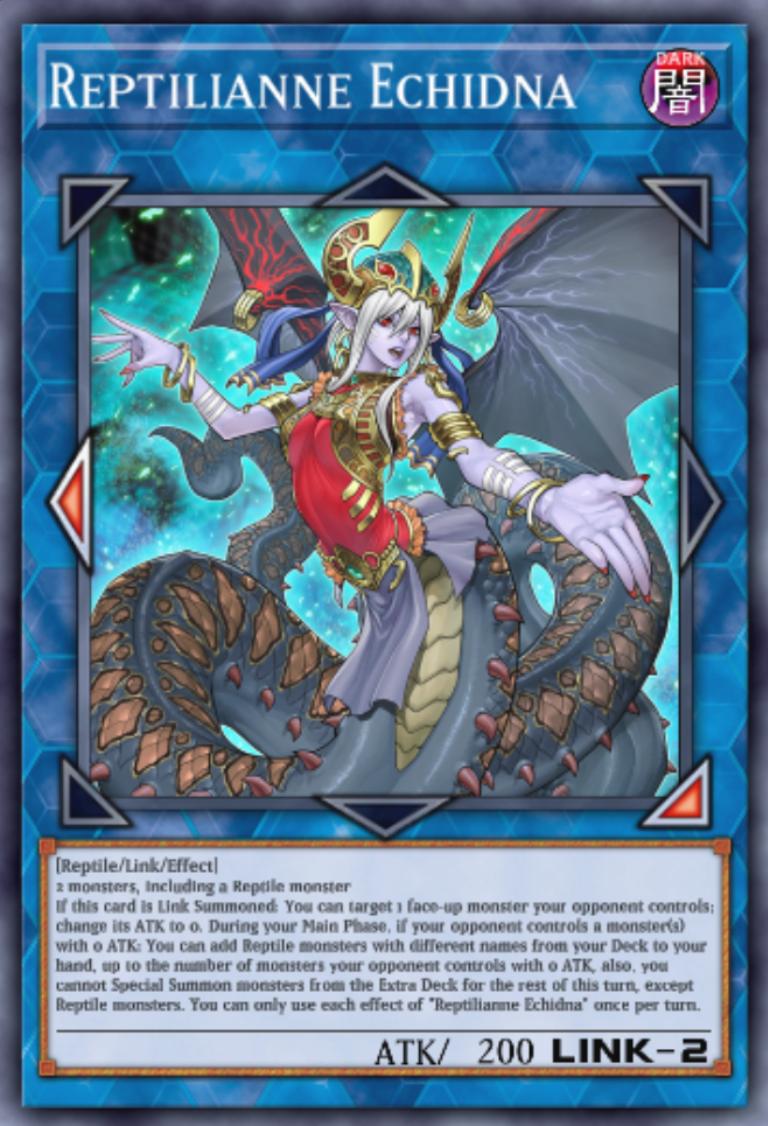 REPTILIANNE ECHIDNA
DARK
闇
[Reptile/Link/Effect]
2 monsters, including a Reptile monster
If this card is Link Summoned: You can target 1 face-up monster your opponent controls;
change its ATK to 0. During your Main Phase, if your opponent controls a monster(s)
with 0 ATK: You can add Reptile monsters with different names from your Deck to your
hand, up to the number of monsters your opponent controls with 0 ATK, also, you
cannot Special Summon monsters from the Extra Deck for the rest of this turn, except
Reptile monsters. You can only use each effect of "Reptilianne Echidna" once per turn.
ATK/ 200 LINK-2